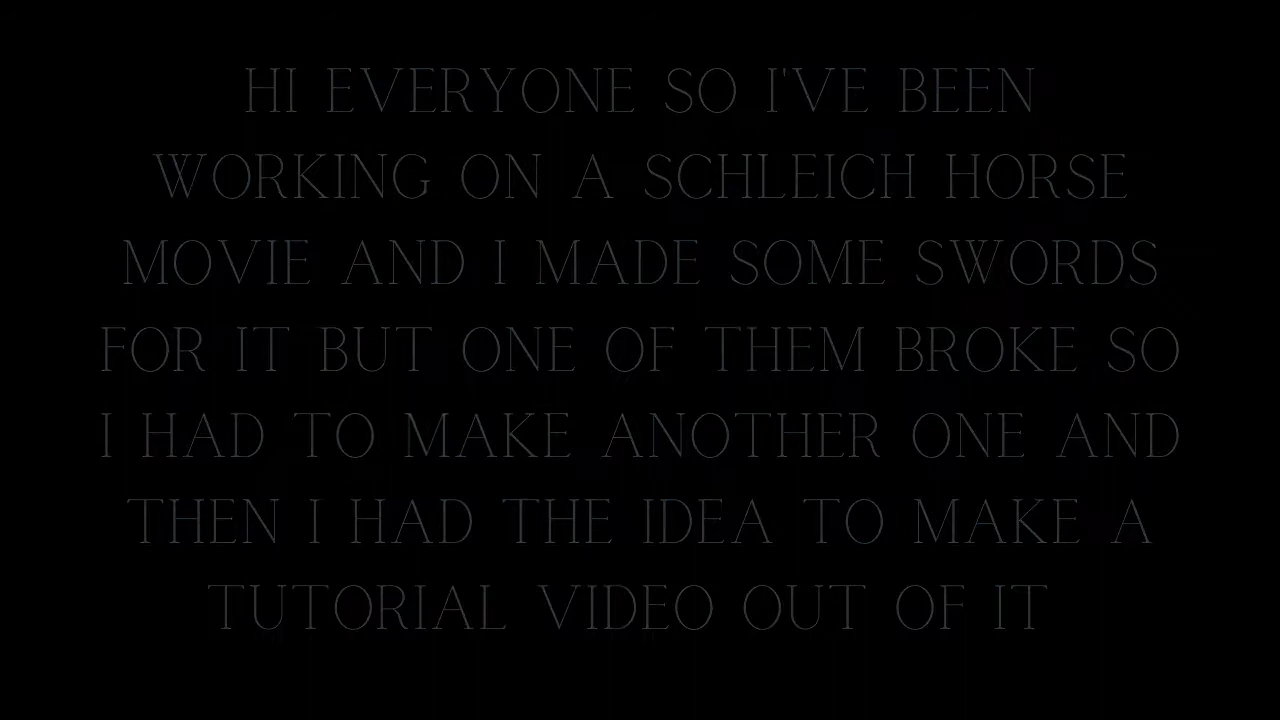 HI EVERYONE SO I'VE BEEN
WORKING ON A SCHLEICH HORSE
MOVIE AND I MADE SOME SWORDS
FOR IT BUT ONE OF THEM BROKE SO
I HAD TO MAKE ANOTHER ONE AND
THEN I HAD THE IDEA TO MAKE A
TUTORIAL VIDEO OUT OF IT